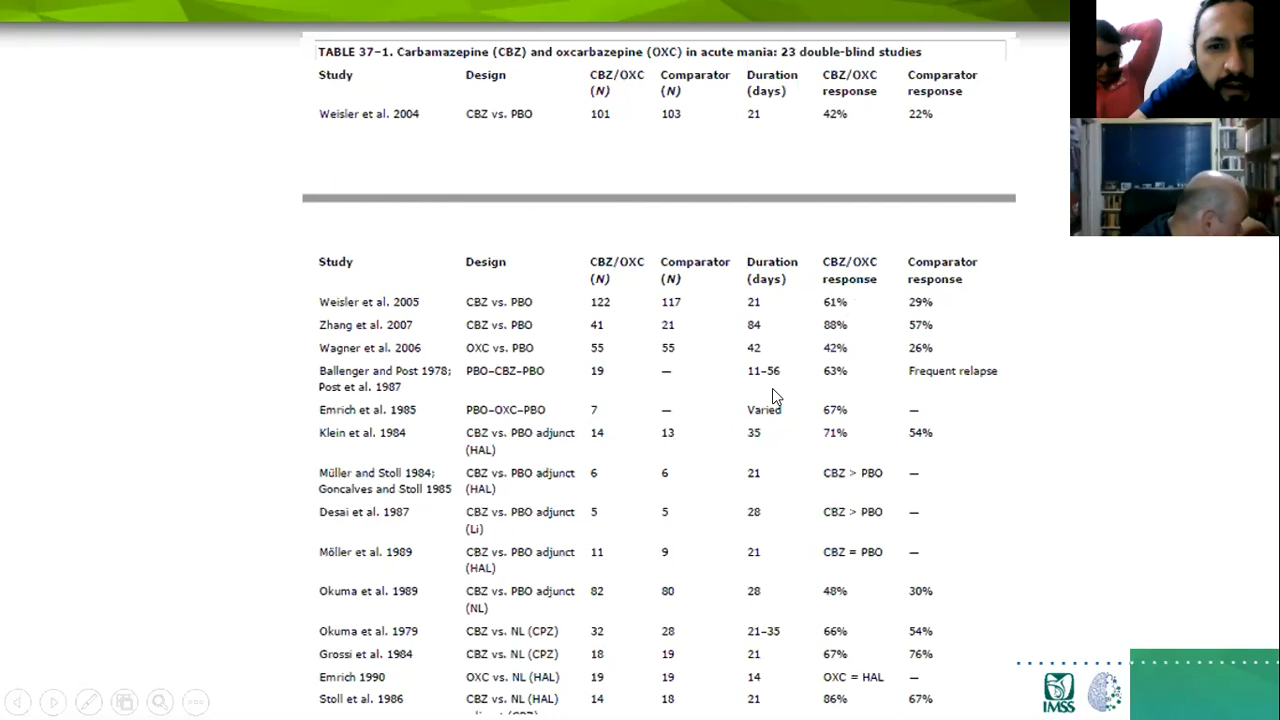 TABLE 37–1. Carbamazepine (CBZ) and oxcarbazepine (OXC) in acute mania: 23 double-blind studies
Study Design CBZ/OXC (N) Comparator (N) Duration (days) CBZ/OXC response Comparator response
Weisler et al. 2004 CBZ vs. PBO 101 103 21 42% 22%
Study Design CBZ/OXC (N) Comparator (N) Duration (days) CBZ/OXC response Comparator response
Weisler et al. 2005 CBZ vs. PBO 122 117 21 61% 29%
Zhang et al. 2007 CBZ vs. PBO 41 21 84 88% 57%
Wagner et al. 2006 OXC vs. PBO 55 55 42 42% 26%
Ballenger and Post 1978; Post et al. 1987 PBO–CBZ–PBO 19 — 11–56 63% Frequent relapse
Emrich et al. 1985 PBO–OXC–PBO 7 — Varied 67% —
Klein et al. 1984 CBZ vs. PBO adjunct (HAL) 14 13 35 71% 54%
Müller and Stoll 1984; Goncalves and Stoll 1985 CBZ vs. PBO adjunct (HAL) 6 6 21 CBZ > PBO —
Desai et al. 1987 CBZ vs. PBO adjunct (Li) 5 5 28 CBZ > PBO —
Möller et al. 1989 CBZ vs. PBO adjunct (HAL) 11 9 21 CBZ = PBO —
Okuma et al. 1989 CBZ vs. PBO adjunct (NL) 82 80 28 48% 30%
Okuma et al. 1979 CBZ vs. NL (CPZ) 32 28 21–35 66% 54%
Grossi et al. 1984 CBZ vs. NL (CPZ) 18 19 21 67% 76%
Emrich 1990 OXC vs. NL (HAL) 19 19 14 OXC = HAL —
Stoll et al. 1986 CBZ vs. NL (HAL) 14 18 21 86% 67%
IMSS